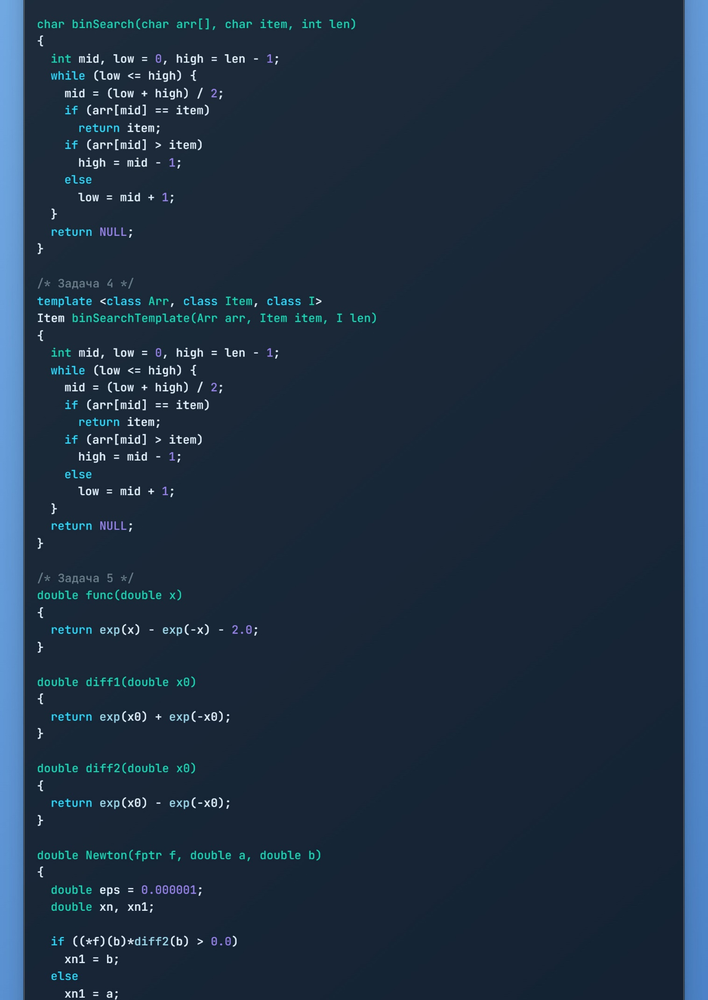 char binSearch(char arr[], char item, int len)
{
  int mid, low = 0, high = len - 1;
  while (low <= high) {
    mid = (low + high) / 2;
    if (arr[mid] == item)
      return item;
    if (arr[mid] > item)
      high = mid - 1;
    else
      low = mid + 1;
  }
  return NULL;
}

/* Задача 4 */
template <class Arr, class Item, class I>
Item binSearchTemplate(Arr arr, Item item, I len)
{
  int mid, low = 0, high = len - 1;
  while (low <= high) {
    mid = (low + high) / 2;
    if (arr[mid] == item)
      return item;
    if (arr[mid] > item)
      high = mid - 1;
    else
      low = mid + 1;
  }
  return NULL;
}

/* Задача 5 */
double func(double x)
{
  return exp(x) - exp(-x) - 2.0;
}

double diff1(double x0)
{
  return exp(x0) + exp(-x0);
}

double diff2(double x0)
{
  return exp(x0) - exp(-x0);
}

double Newton(fptr f, double a, double b)
{
  double eps = 0.000001;
  double xn, xn1;

  if ((*f)(b)*diff2(b) > 0.0)
    xn1 = b;
  else
    xn1 = a;